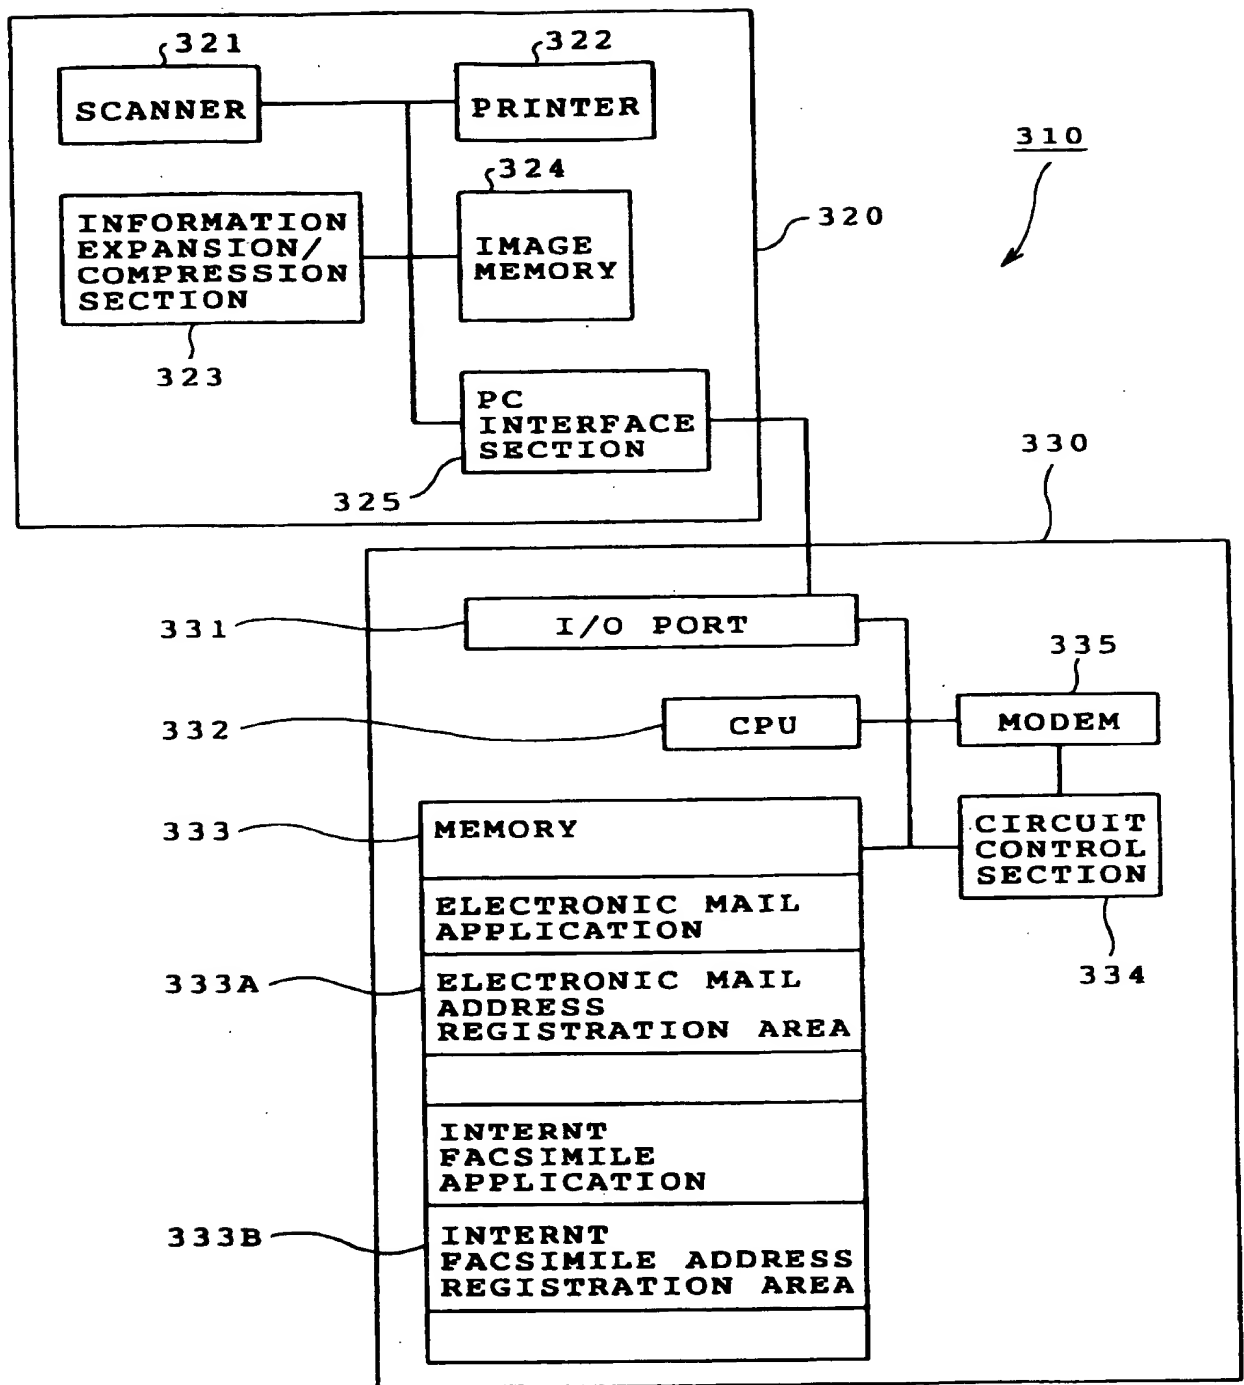 321
322
SCANNER
PRINTER
310
324
320
INFORMATION
EXPANSION/
COMPRESSION
SECTION
IMAGE
MEMORY
323
PC
INTERFACE
SECTION
325
330
331
I/O PORT
335
332
CPU
MODEM
333
MEMORY
CIRCUIT
CONTROL
SECTION
334
ELECTRONIC MAIL
APPLICATION
333A
ELECTRONIC MAIL
ADDRESS
REGISTRATION AREA
INTERNT
FACSIMILE
APPLICATION
333B
INTERNT
FACSIMILE ADDRESS
REGISTRATION AREA